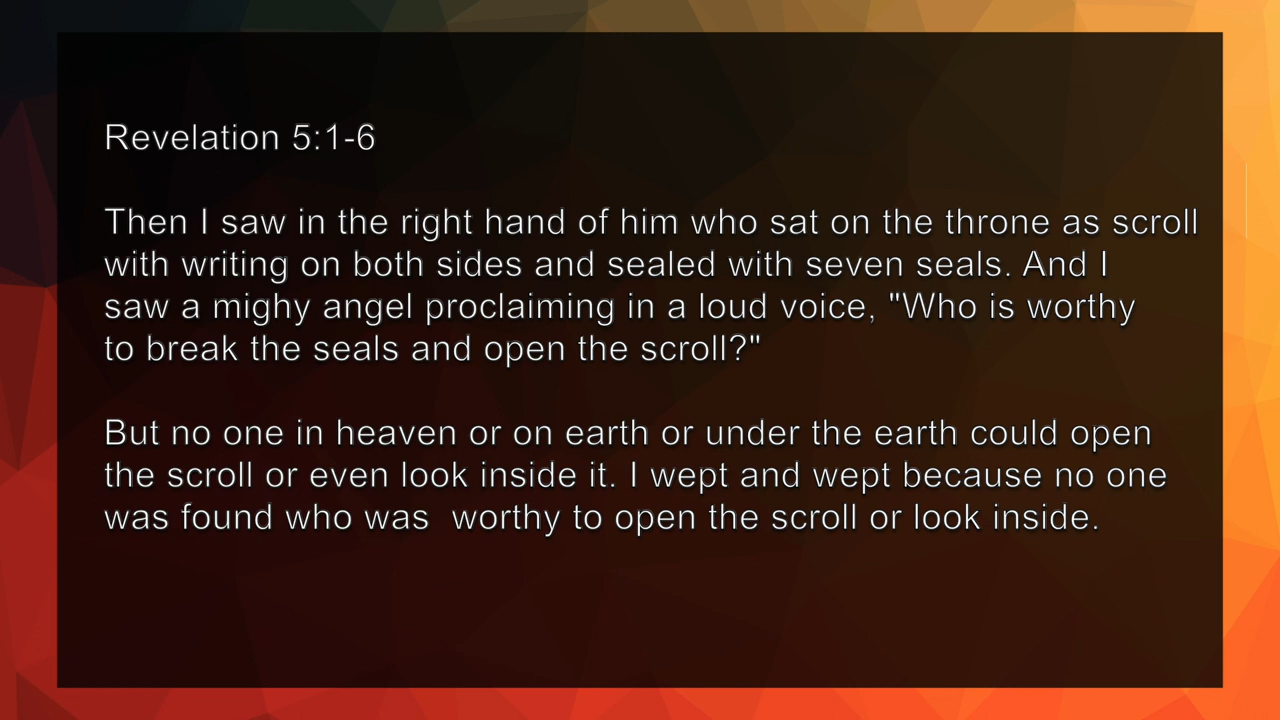 Revelation 5:1-6
Then I saw in the right hand of him who sat on the throne as scroll
with writing on both sides and sealed with seven seals. And I
saw a mighy angel proclaiming in a loud voice, "Who is worthy
to break the seals and open the scroll?"
But no one in heaven or on earth or under the earth could open
the scroll or even look inside it. I wept and wept because no one
was found who was  worthy to open the scroll or look inside.